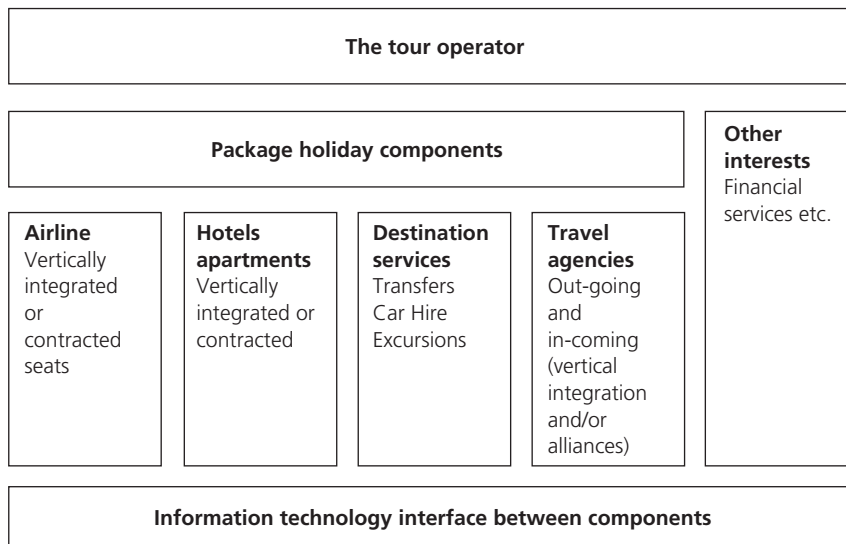 The tour operator
Package holiday components
Other
interests
Financial
services etc.
Airline
Vertically
integrated
or
contracted
seats
Hotels
apartments
Vertically
integrated or
contracted
Destination
services
Transfers
Car Hire
Excursions
Travel
agencies
Out-going
and
in-coming
(vertical
integration
and/or
alliances)
Information technology interface between components